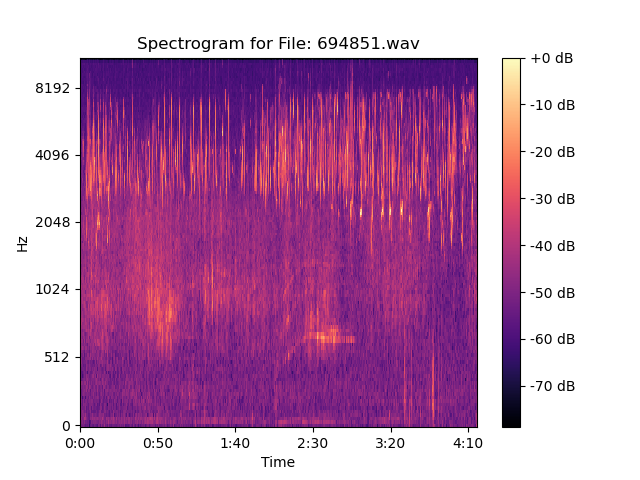 Spectrogram for File: 694851.wav
Hz
8192
4096
2048
1024
512
0
0:00 0:50 1:40 2:30 3:20 4:10
Time
+0 dB
-10 dB
-20 dB
-30 dB
-40 dB
-50 dB
-60 dB
-70 dB